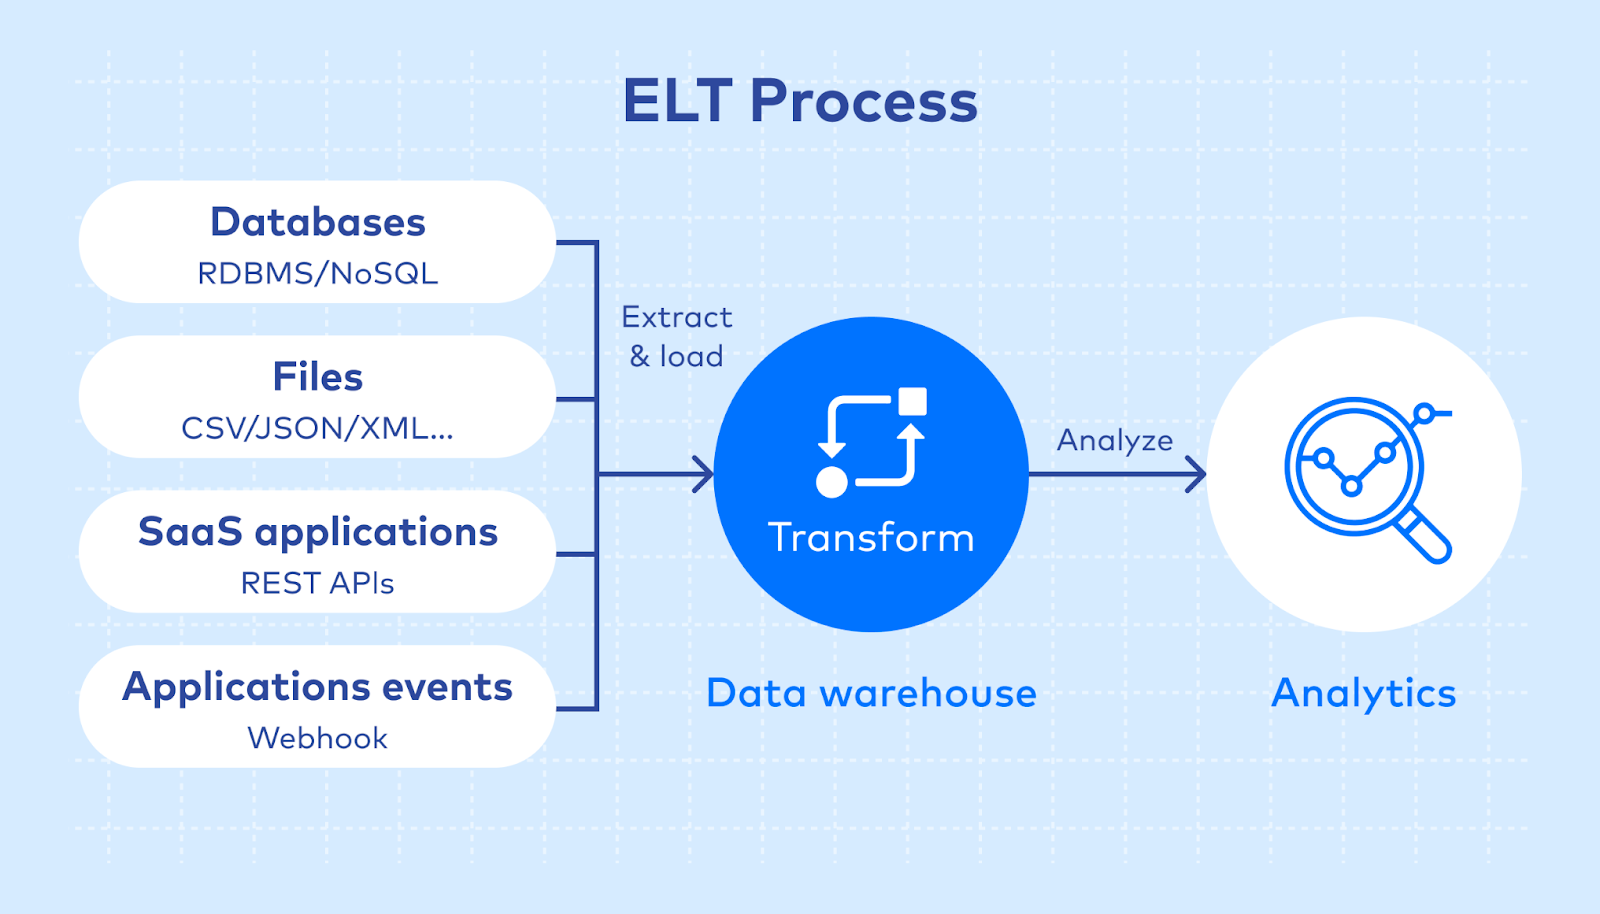 ELT Process
Databases
RDBMS/NoSQL
Files
CSV/JSON/XML...
SaaS applications
REST APIs
Applications events
Webhook
Extract
& load
Transform
Data warehouse
Analyze
Analytics